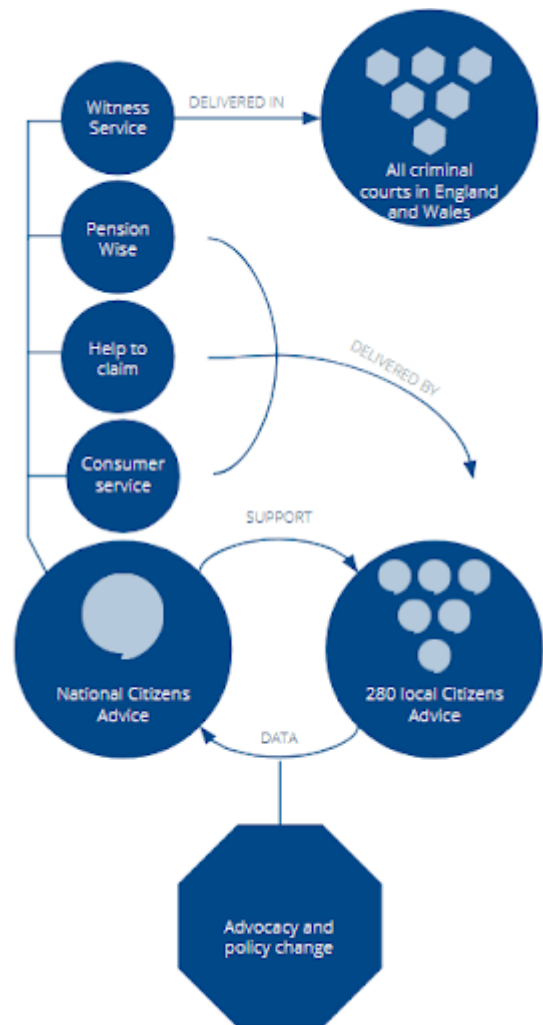 Witness
Service
DELIVERED IN
All criminal
courts in England
and Wales
Pension
Wise
Help to
claim
DELIVERED BY
Consumer
service
SUPPORT
National Citizens
Advice
280 local Citizens
Advice
DATA
Advocacy and
policy change